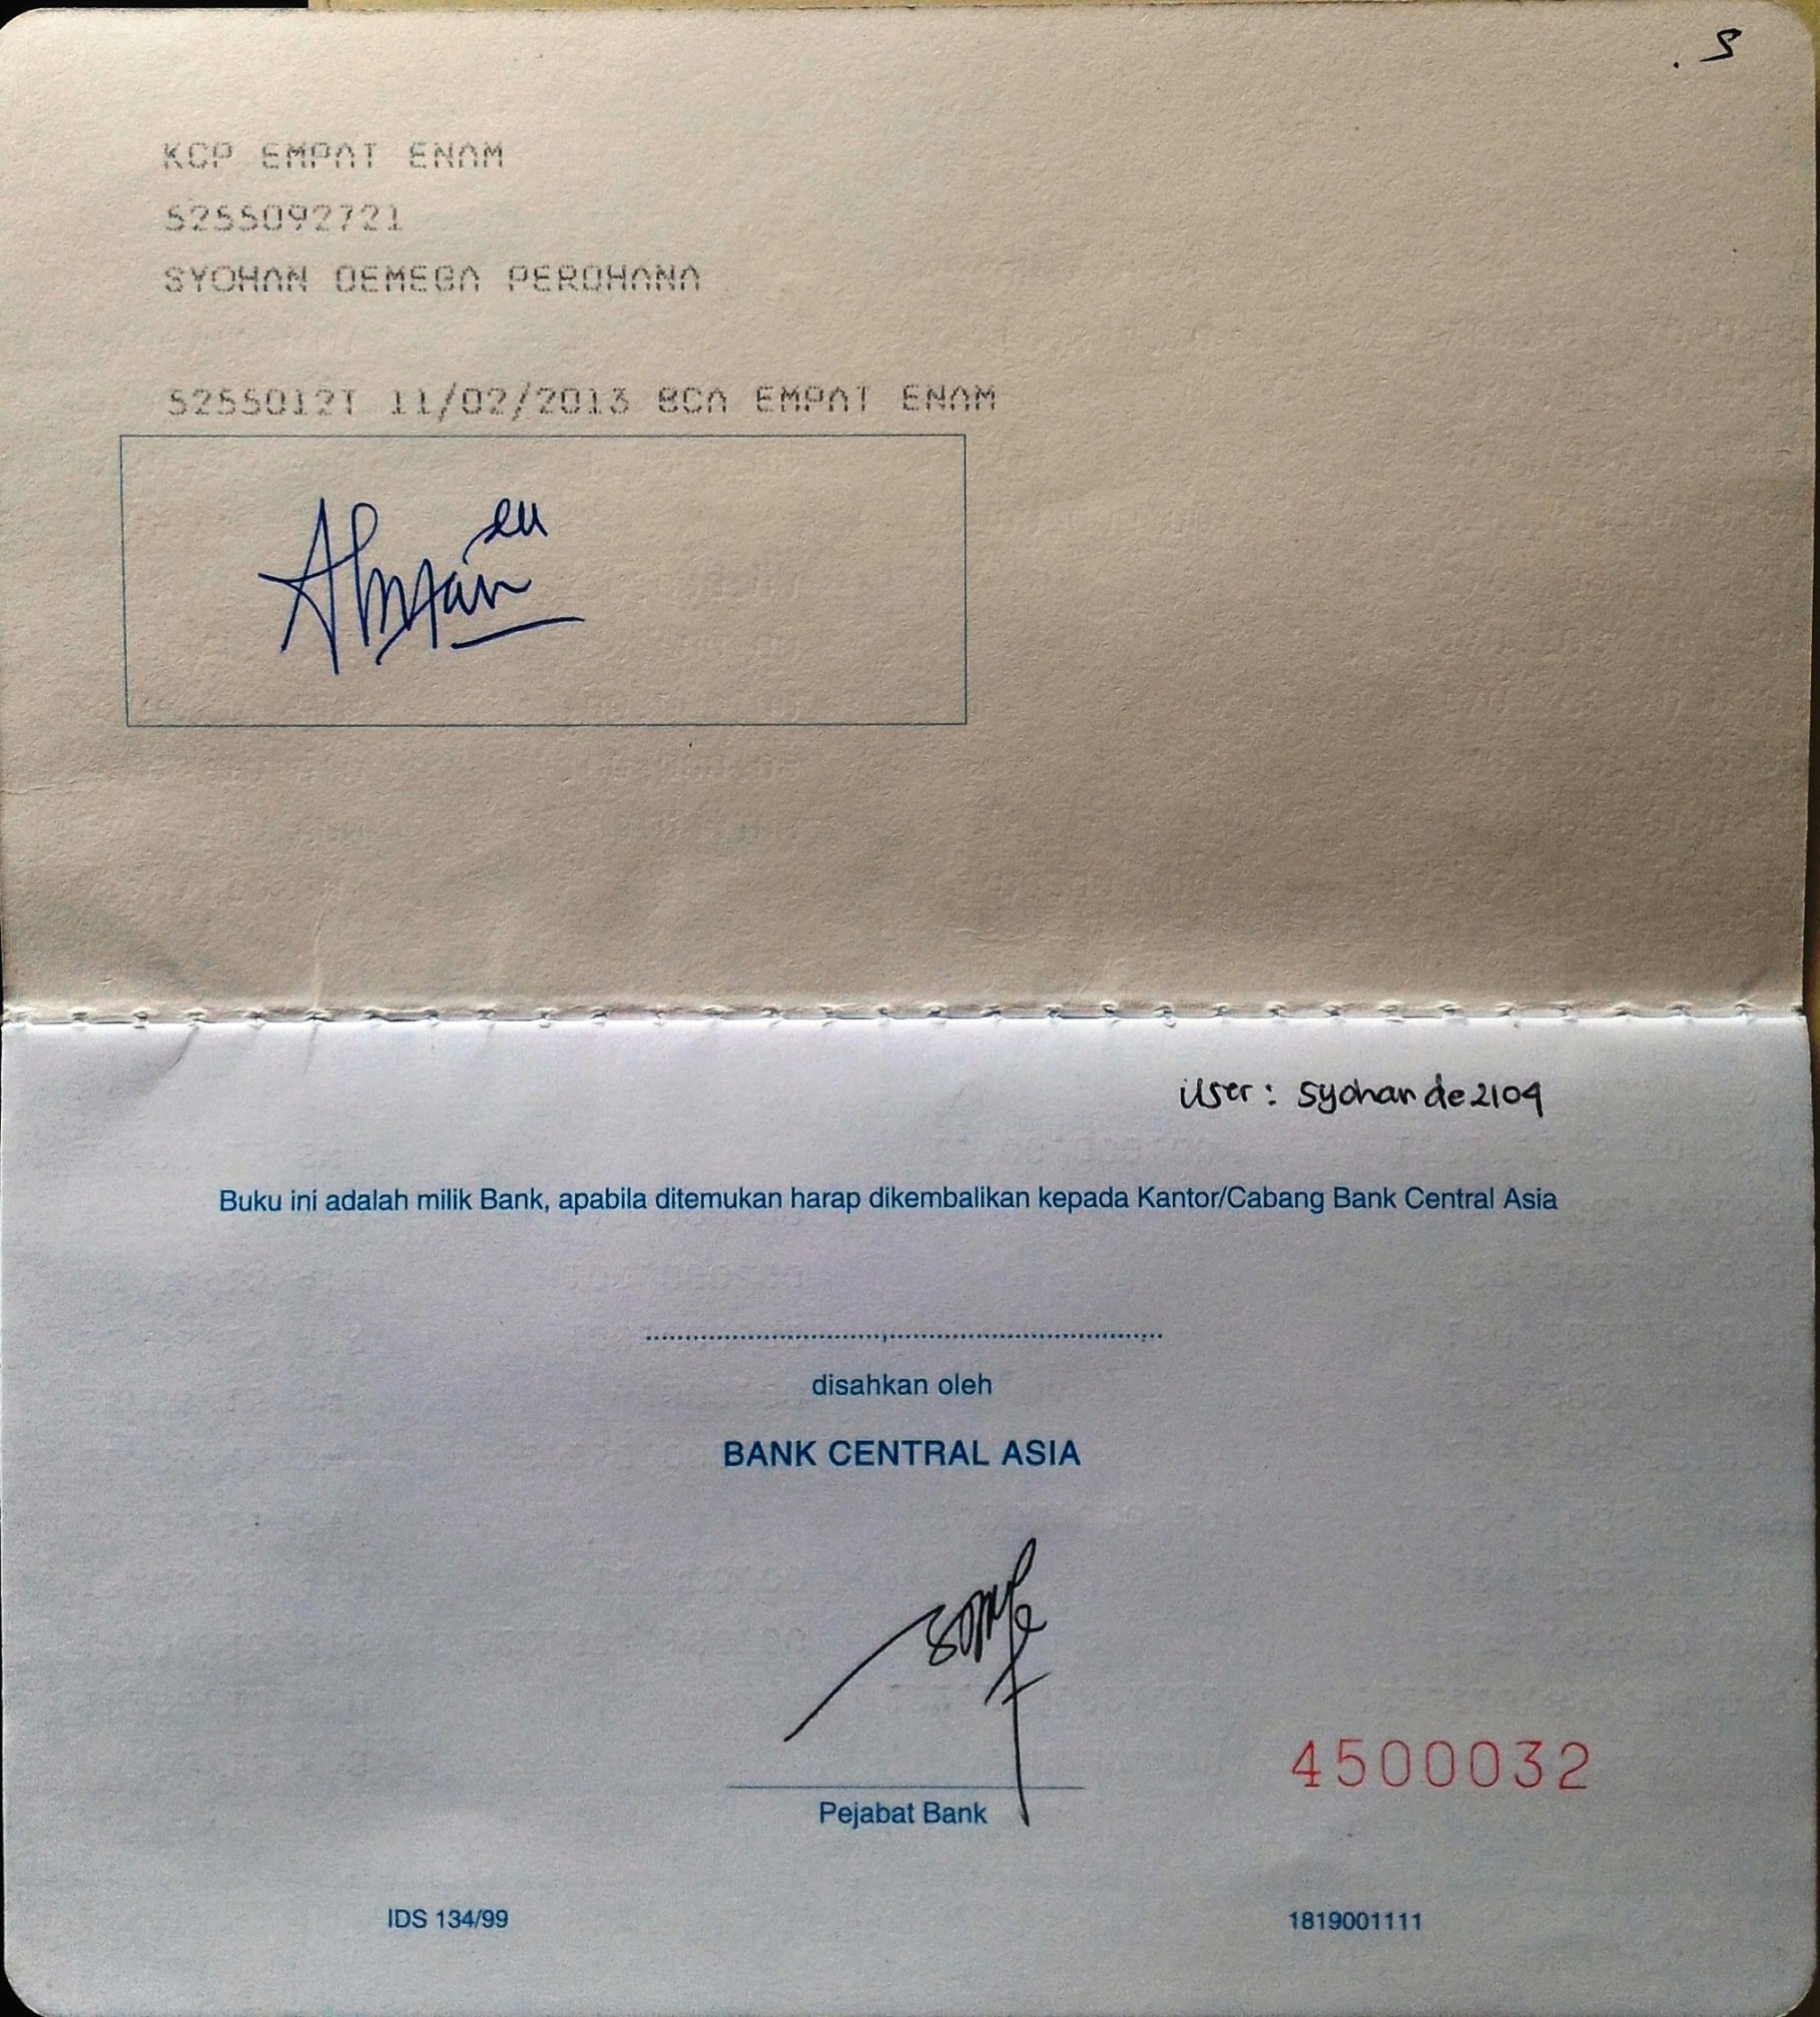 .S
KCP EMPAT ENAM
5255092721
SYOHAN DEMEGA PERDHANA
5255012T 11/02/2013 BCA EMPAT ENAM
User: syohande2104
Buku ini adalah milik Bank, apabila ditemukan harap dikembalikan kepada Kantor/Cabang Bank Central Asia
disahkan oleh
BANK CENTRAL ASIA
4500032
Pejabat Bank
IDS 134/99
1819001111